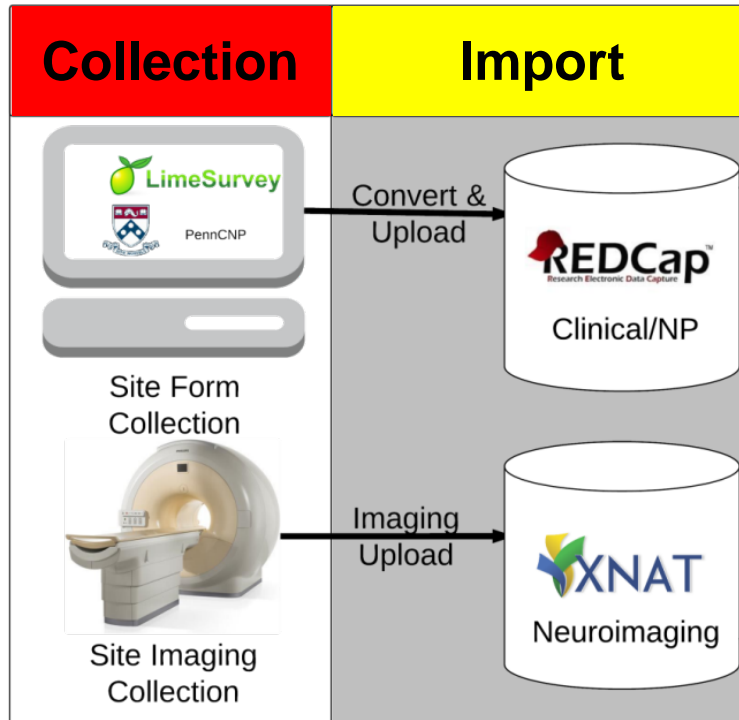 Collection
Import
LimeSurvey
PennCNP
Site Form
Collection
Convert &
Upload
REDCap™
Research Electronic Data Capture
Clinical/NP
Site Imaging
Collection
Imaging
Upload
XNAT
Neuroimaging